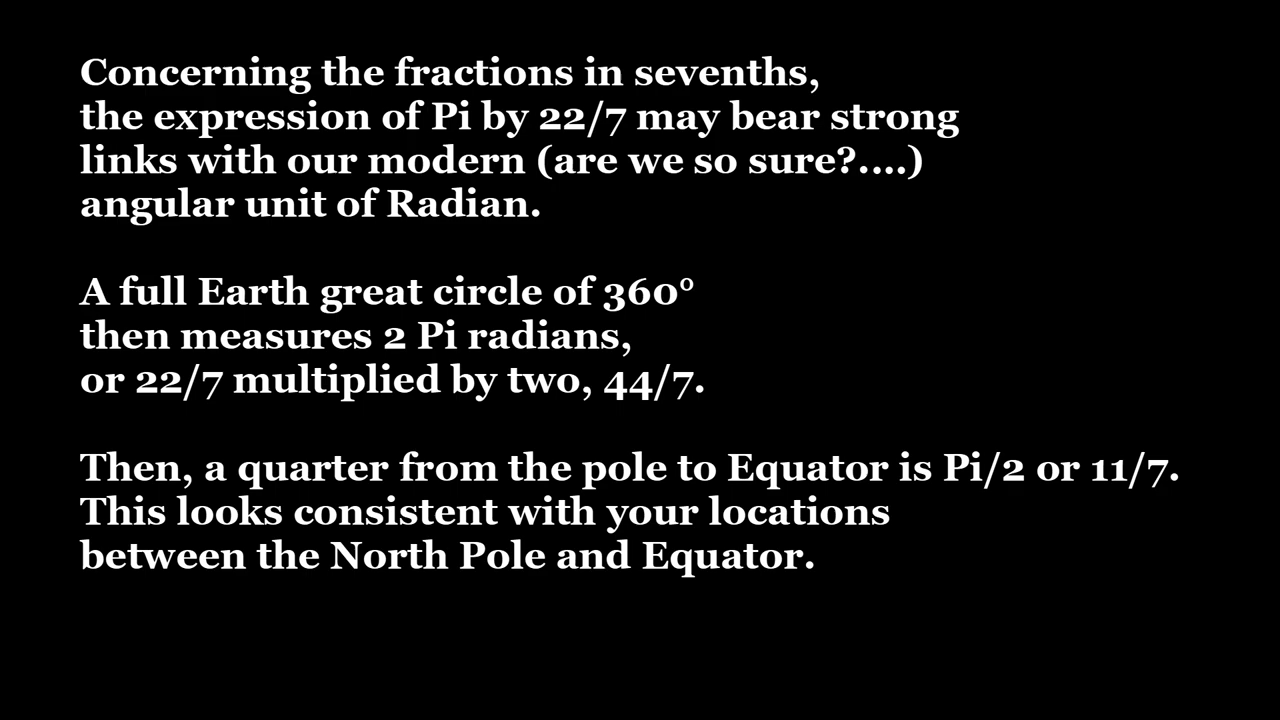 Concerning the fractions in sevenths,
the expression of Pi by 22/7 may bear strong
links with our modern (are we so sure?....)
angular unit of Radian.
A full Earth great circle of 360°
then measures 2 Pi radians,
or 22/7 multiplied by two, 44/7.
Then, a quarter from the pole to Equator is Pi/2 or 11/7.
This looks consistent with your locations
between the North Pole and Equator.